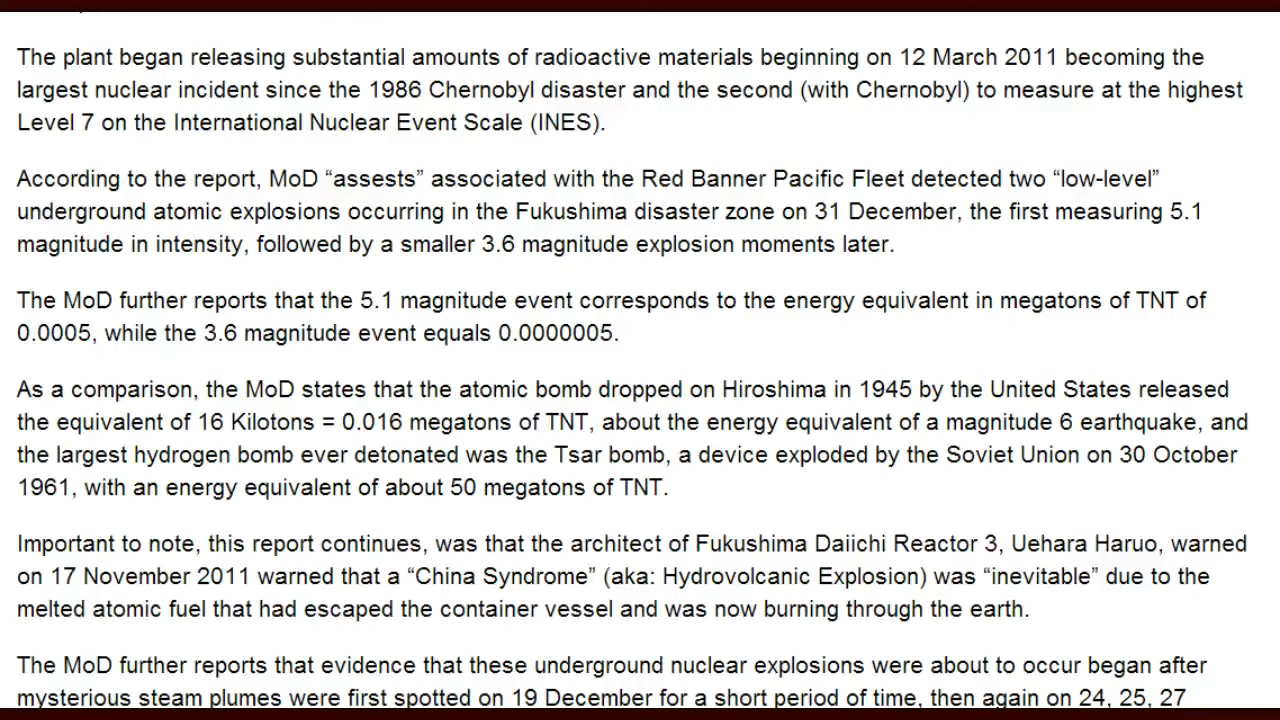 The plant began releasing substantial amounts of radioactive materials beginning on 12 March 2011 becoming the
largest nuclear incident since the 1986 Chernobyl disaster and the second (with Chernobyl) to measure at the highest
Level 7 on the International Nuclear Event Scale (INES).
According to the report, MoD “assests” associated with the Red Banner Pacific Fleet detected two “low-level”
underground atomic explosions occurring in the Fukushima disaster zone on 31 December, the first measuring 5.1
magnitude in intensity, followed by a smaller 3.6 magnitude explosion moments later.
The MoD further reports that the 5.1 magnitude event corresponds to the energy equivalent in megatons of TNT of
0.0005, while the 3.6 magnitude event equals 0.0000005.
As a comparison, the MoD states that the atomic bomb dropped on Hiroshima in 1945 by the United States released
the equivalent of 16 Kilotons = 0.016 megatons of TNT, about the energy equivalent of a magnitude 6 earthquake, and
the largest hydrogen bomb ever detonated was the Tsar bomb, a device exploded by the Soviet Union on 30 October
1961, with an energy equivalent of about 50 megatons of TNT.
Important to note, this report continues, was that the architect of Fukushima Daiichi Reactor 3, Uehara Haruo, warned
on 17 November 2011 warned that a “China Syndrome” (aka: Hydrovolcanic Explosion) was “inevitable” due to the
melted atomic fuel that had escaped the container vessel and was now burning through the earth.
The MoD further reports that evidence that these underground nuclear explosions were about to occur began after
mysterious steam plumes were first spotted on 19 December for a short period of time, then again on 24, 25, 27